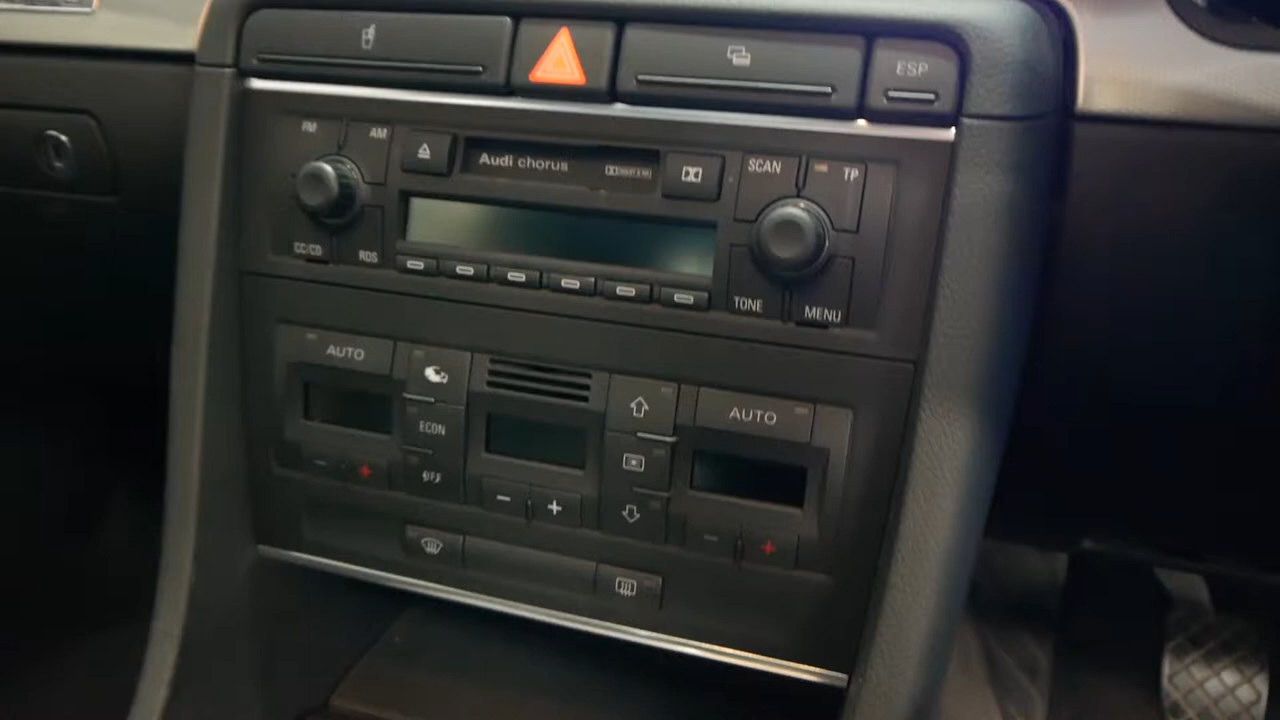 ESP
FM
AM
Audi chorus
SCAN
TP
CC/CD
RDS
TONE
MENU
AUTO
ECON
OFF
AUTO